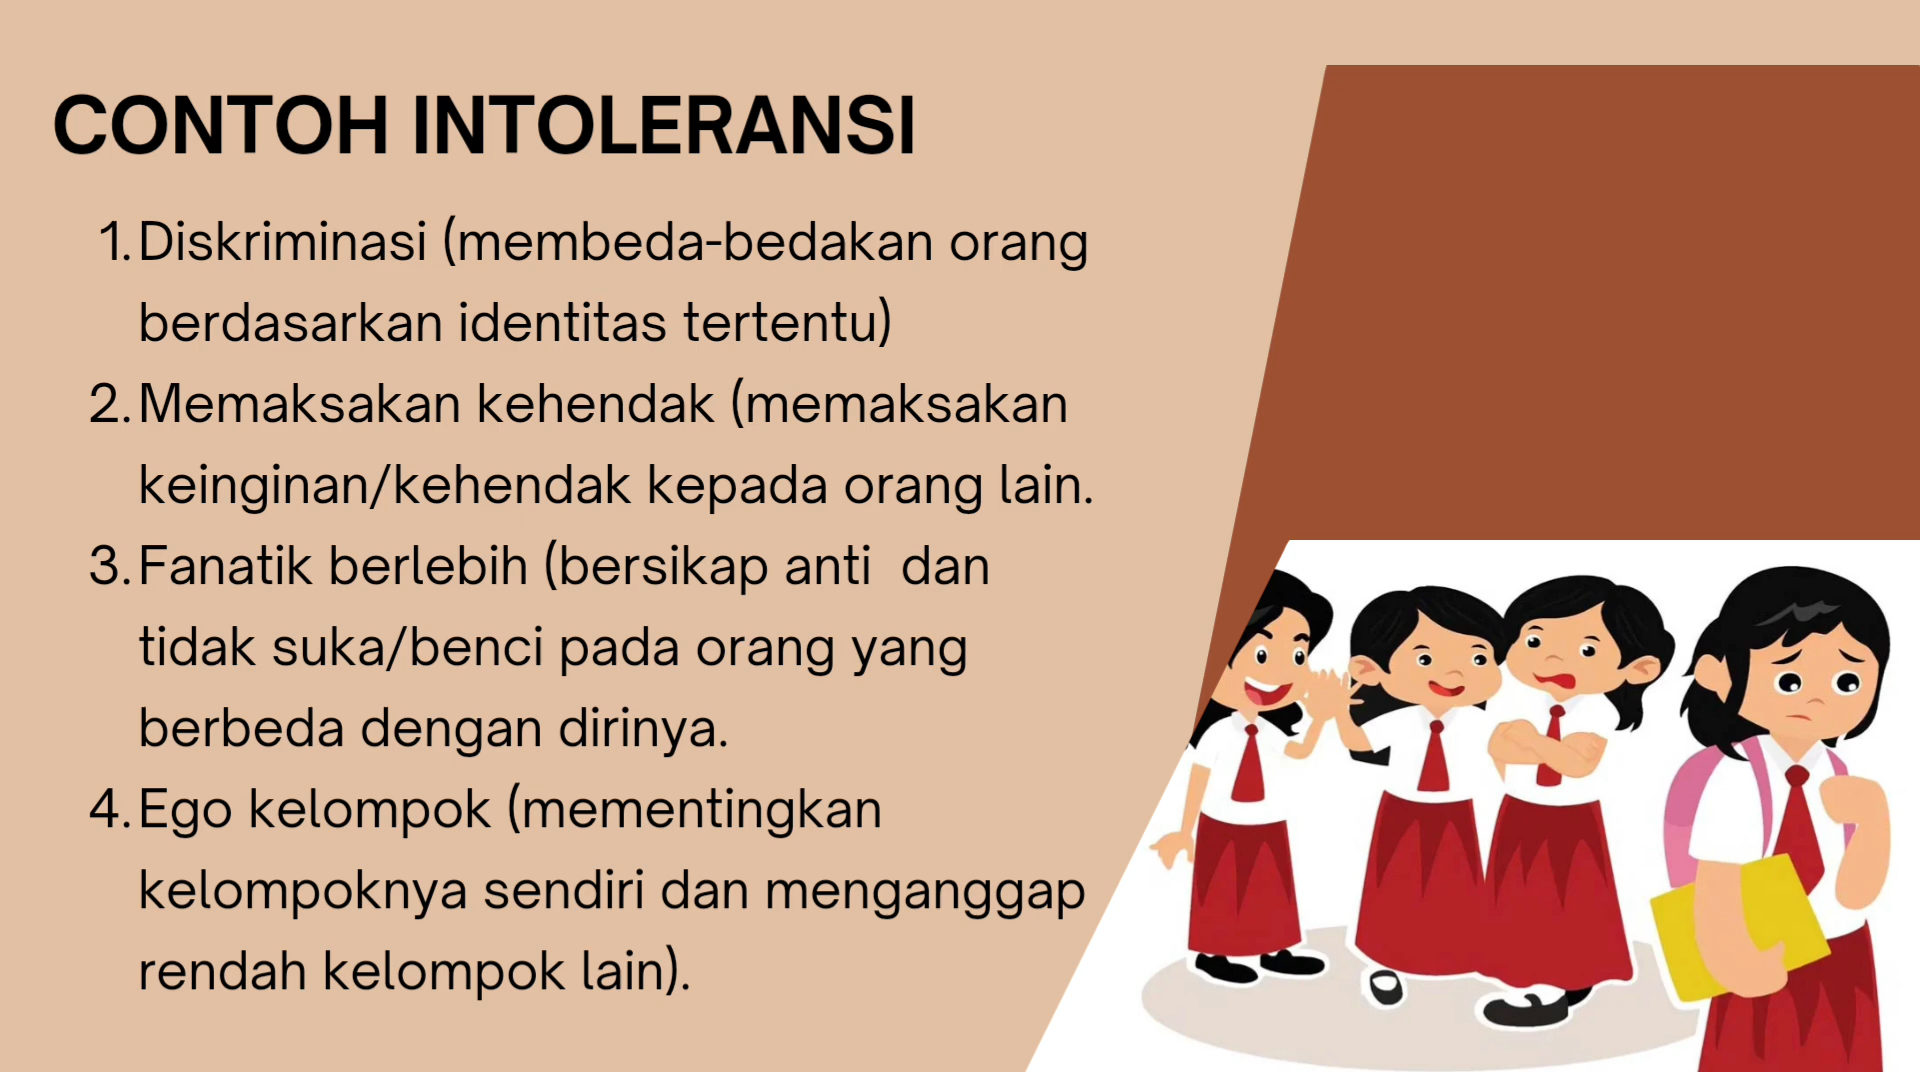 CONTOH INTOLERANSI
1. Diskriminasi (membeda-bedakan orang
berdasarkan identitas tertentu)
2. Memaksakan kehendak (memaksakan
keinginan/kehendak kepada orang lain.
3. Fanatik berlebih (bersikap anti  dan
tidak suka/benci pada orang yang
berbeda dengan dirinya.
4. Ego kelompok (mementingkan
kelompoknya sendiri dan menganggap
rendah kelompok lain).